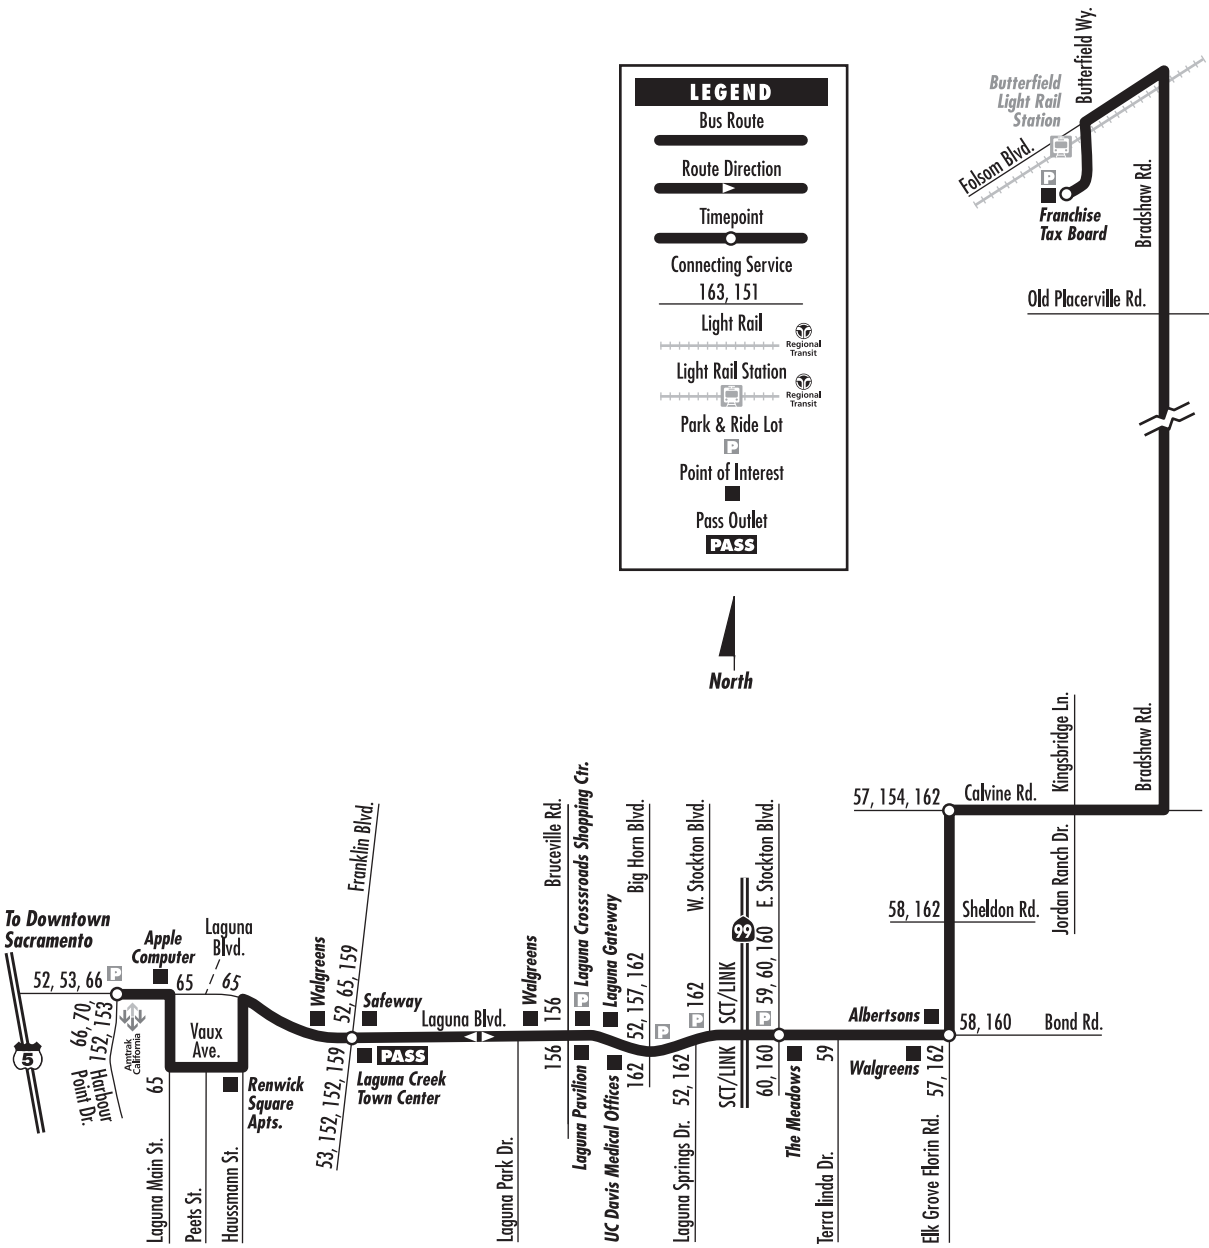 LEGEND
Bus Route
Route Direction
Timepoint
Connecting Service
163, 151
Light Rail
Regional
Transit
Light Rail Station
Regional
Transit
Park & Ride Lot
P
Point of Interest
Pass Outlet
PASS
North
Butterfield Wy.
Butterfield
Light Rail
Station
Folsom Blvd.
P
Franchise
Tax Board
Bradshaw Rd.
Old Placerville Rd.
Kingsbridge Ln.
Bradshaw Rd.
57, 154, 162
Calvine Rd.
Jordan Ranch Dr.
58, 162
Sheldon Rd.
Albertsons
58, 160
Bond Rd.
Walgreens
57, 162
Elk Grove Florin Rd.
To Downtown
Sacramento
5
52, 53, 66
P
Apple
Computer
65
Laguna
Blvd.
65
66, 70,
152, 153
Harbour
Point Dr.
Amtrak
California
Vaux
Ave.
65
Laguna Main St.
Peets St.
Haussmann St.
Renwick
Square
Apts.
Walgreens
Franklin Blvd.
52, 65, 159
Safeway
PASS
Laguna Creek
Town Center
53, 152, 152, 159
Laguna Blvd.
Laguna Park Dr.
Walgreens
Bruceville Rd.
156
156
P
Laguna Crosssroads Shopping Ctr.
Laguna Pavilion
Laguna Gateway
UC Davis Medical Offices
Big Horn Blvd.
52, 157, 162
162
P
W. Stockton Blvd.
162
P
52, 162
Laguna Springs Dr.
99
SCT/LINK
SCT/LINK
E. Stockton Blvd.
59, 60, 160
P
60, 160
The Meadows
59
Terra linda Dr.